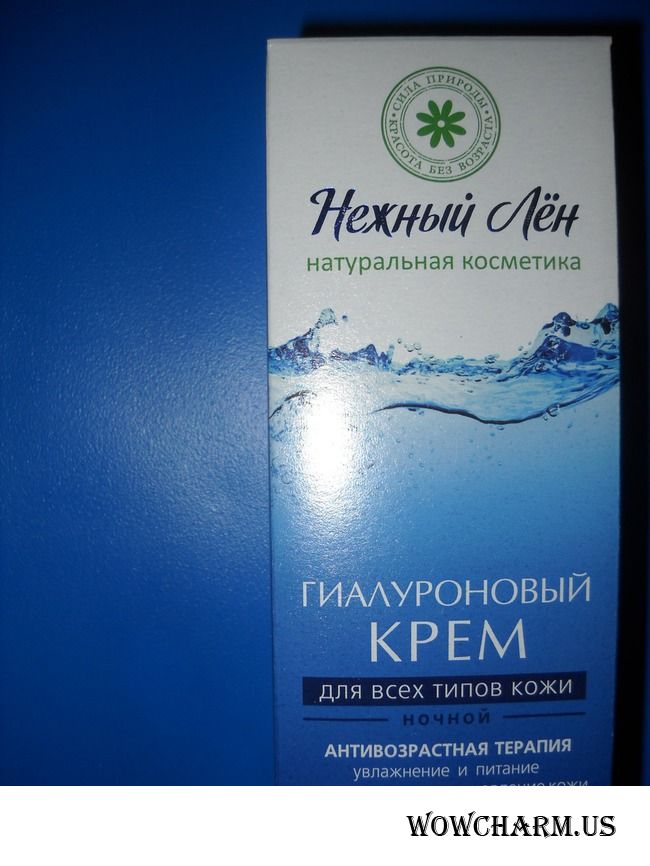 • СИЛА ПРИРОДЫ •
КРАСОТА БЕЗ ВОЗРАСТА
Нежный Лён
натуральная косметика
ГИАЛУРОНОВЫЙ
КРЕМ
ДЛЯ ВСЕХ ТИПОВ КОЖИ
НОЧНОЙ
АНТИВОЗРАСТНАЯ ТЕРАПИЯ
увлажнение и питание
кожи
WOWCHARM.US